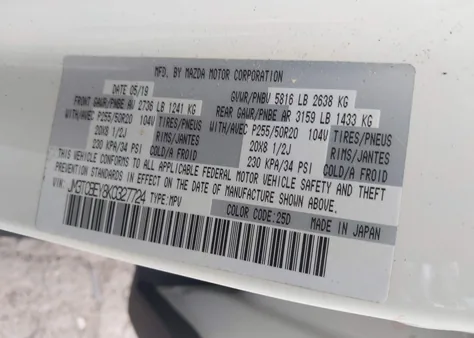 MFD. BY MAZDA MOTOR CORPORATION
DATE 05/19 GVWR/PNBV 5816 LB 2638 KG
FRONT GAWR/PNBE AV 2736 LB 1241 KG REAR GAWR/PNBE AR 3159 LB 1433 KG
WITH/AVEC P255/50R20 104V TIRES/PNEUS WITH/AVEC P255/50R20 104V TIRES/PNEUS
20X8 1/2J RIMS/JANTES 20X8 1/2J RIMS/JANTES
230 KPA/34 PSI COLD/A FROID 230 KPA/34 PSI COLD/A FROID
THIS VEHICLE CONFORMS TO ALL APPLICABLE FEDERAL MOTOR VEHICLE SAFETY AND THEFT
PREVENTION STANDARDS IN EFFECT ON THE DATE OF MANUFACTURE SHOWN ABOVE.
VIN: JM3TCBEY8K0327724 TYPE:MPV
COLOR CODE:25D MADE IN JAPAN